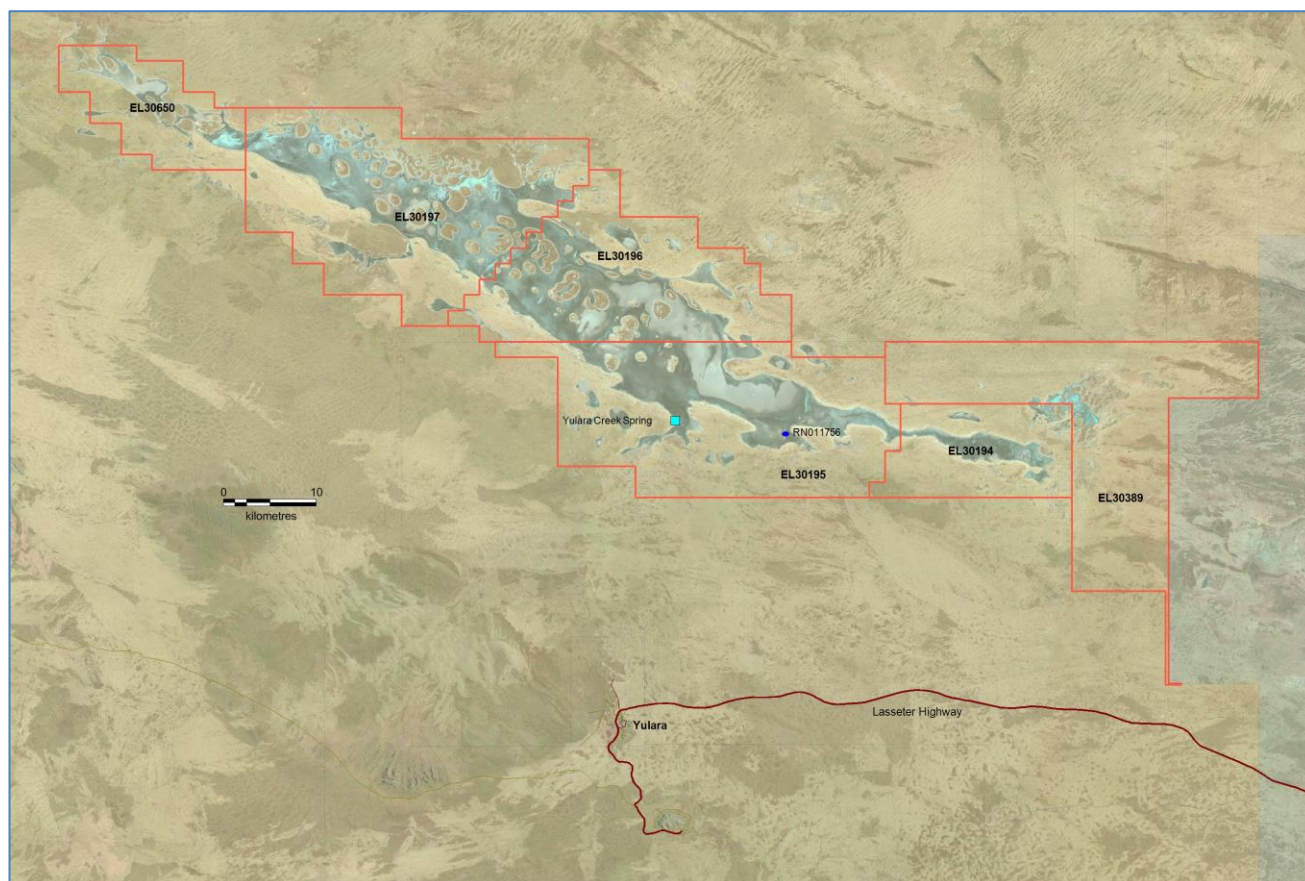 EL30650
EL30197
EL30196
Yulara Creek Spring
RN011756
EL30194
EL30195
EL30389
0 10
kilometres
Lasseter Highway
Yulara